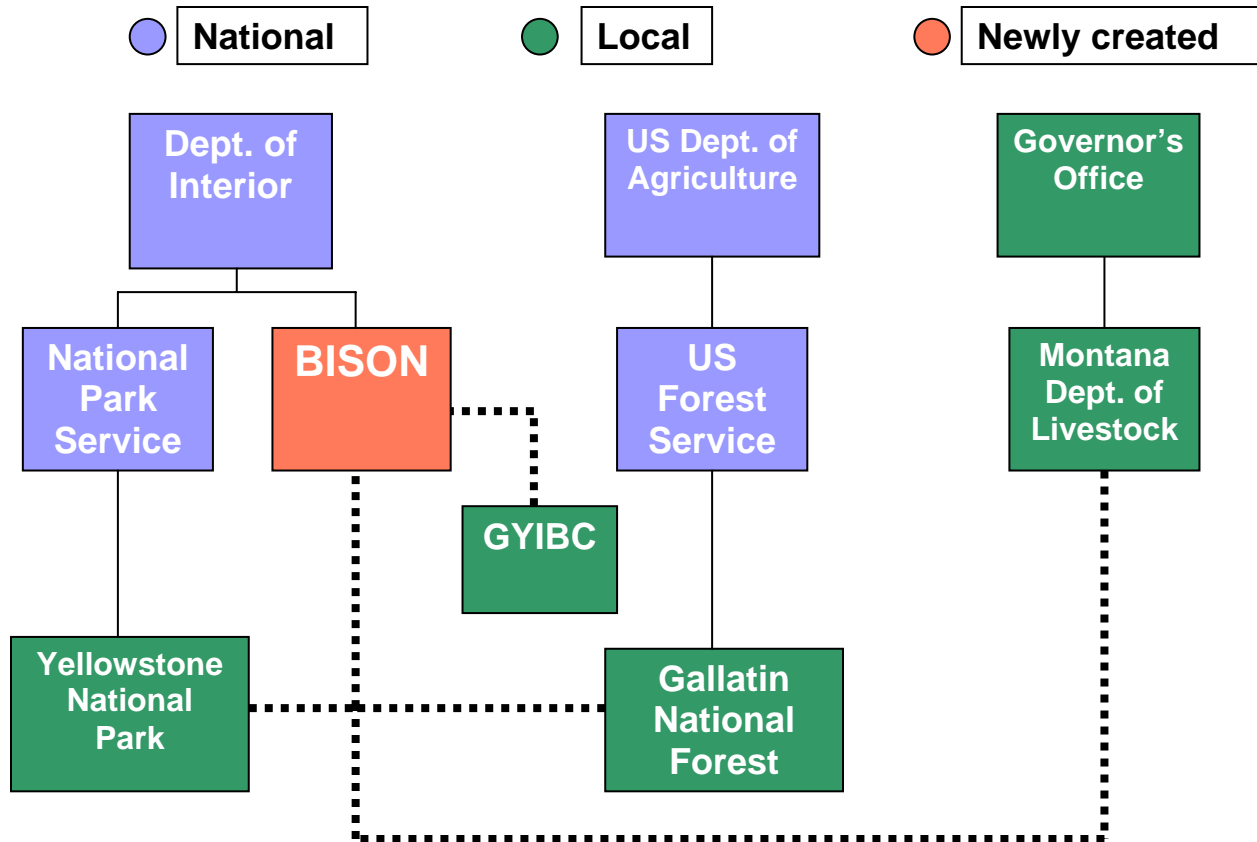 National
Local
Newly created
Dept. of
Interior
US Dept. of
Agriculture
Governor’s
Office
National
Park
Service
BISON
US
Forest
Service
Montana
Dept. of
Livestock
GYIBC
Yellowstone
National
Park
Gallatin
National
Forest